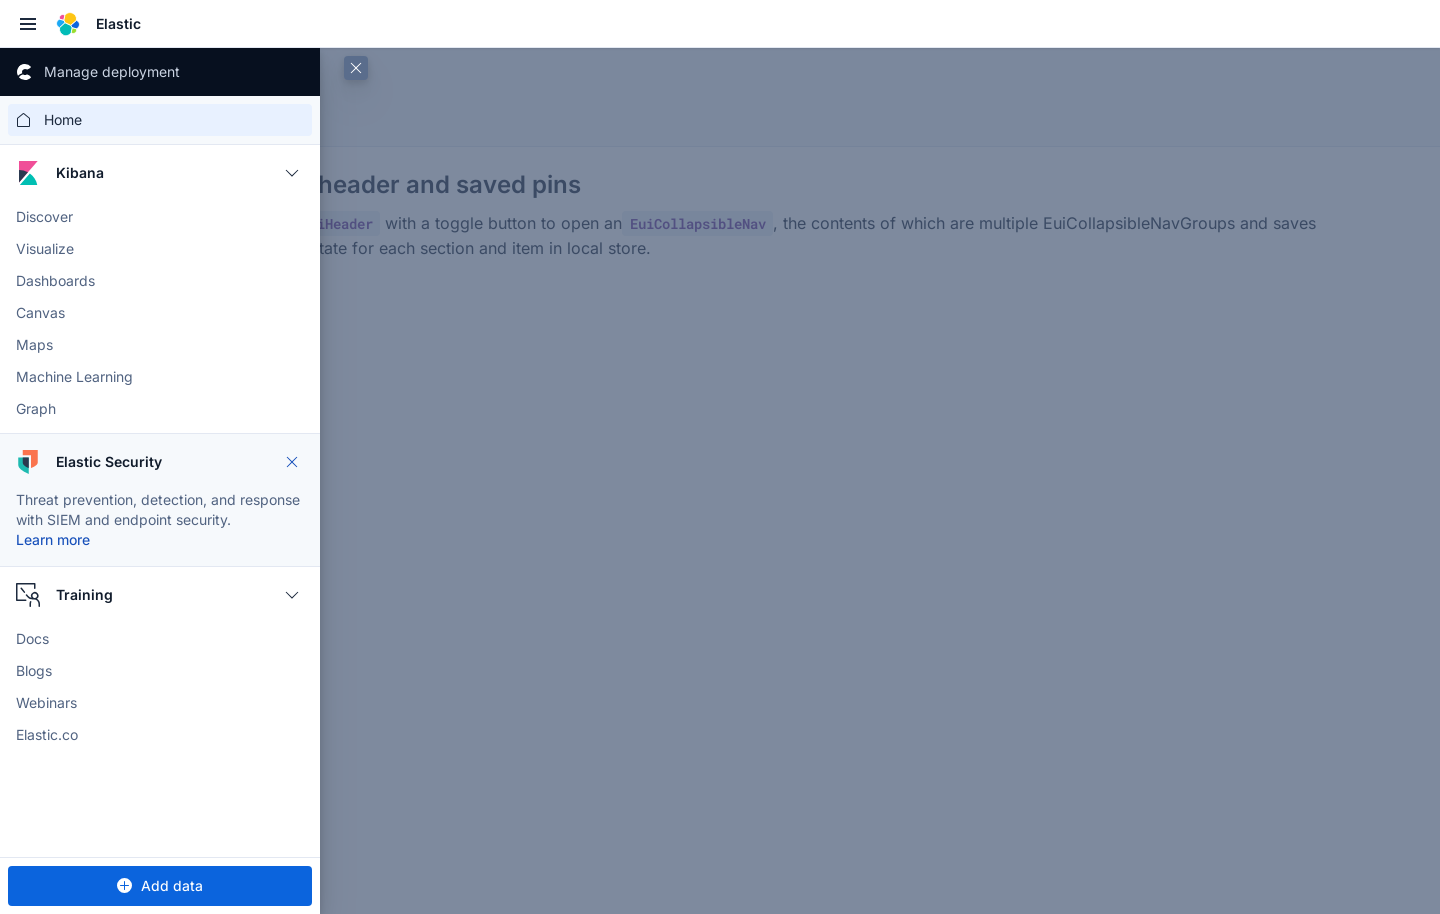 Elastic
Manage deployment
Home
Kibana
Discover
Visualize
Dashboards
Canvas
Maps
Machine Learning
Graph
Elastic Security
Threat prevention, detection, and response
with SIEM and endpoint security.
Learn more
Training
Docs
Blogs
Webinars
Elastic.co
Add data
header and saved pins
iHeader with a toggle button to open an EuiCollapsibleNav, the contents of which are multiple EuiCollapsibleNavGroups and saves
tate for each section and item in local store.